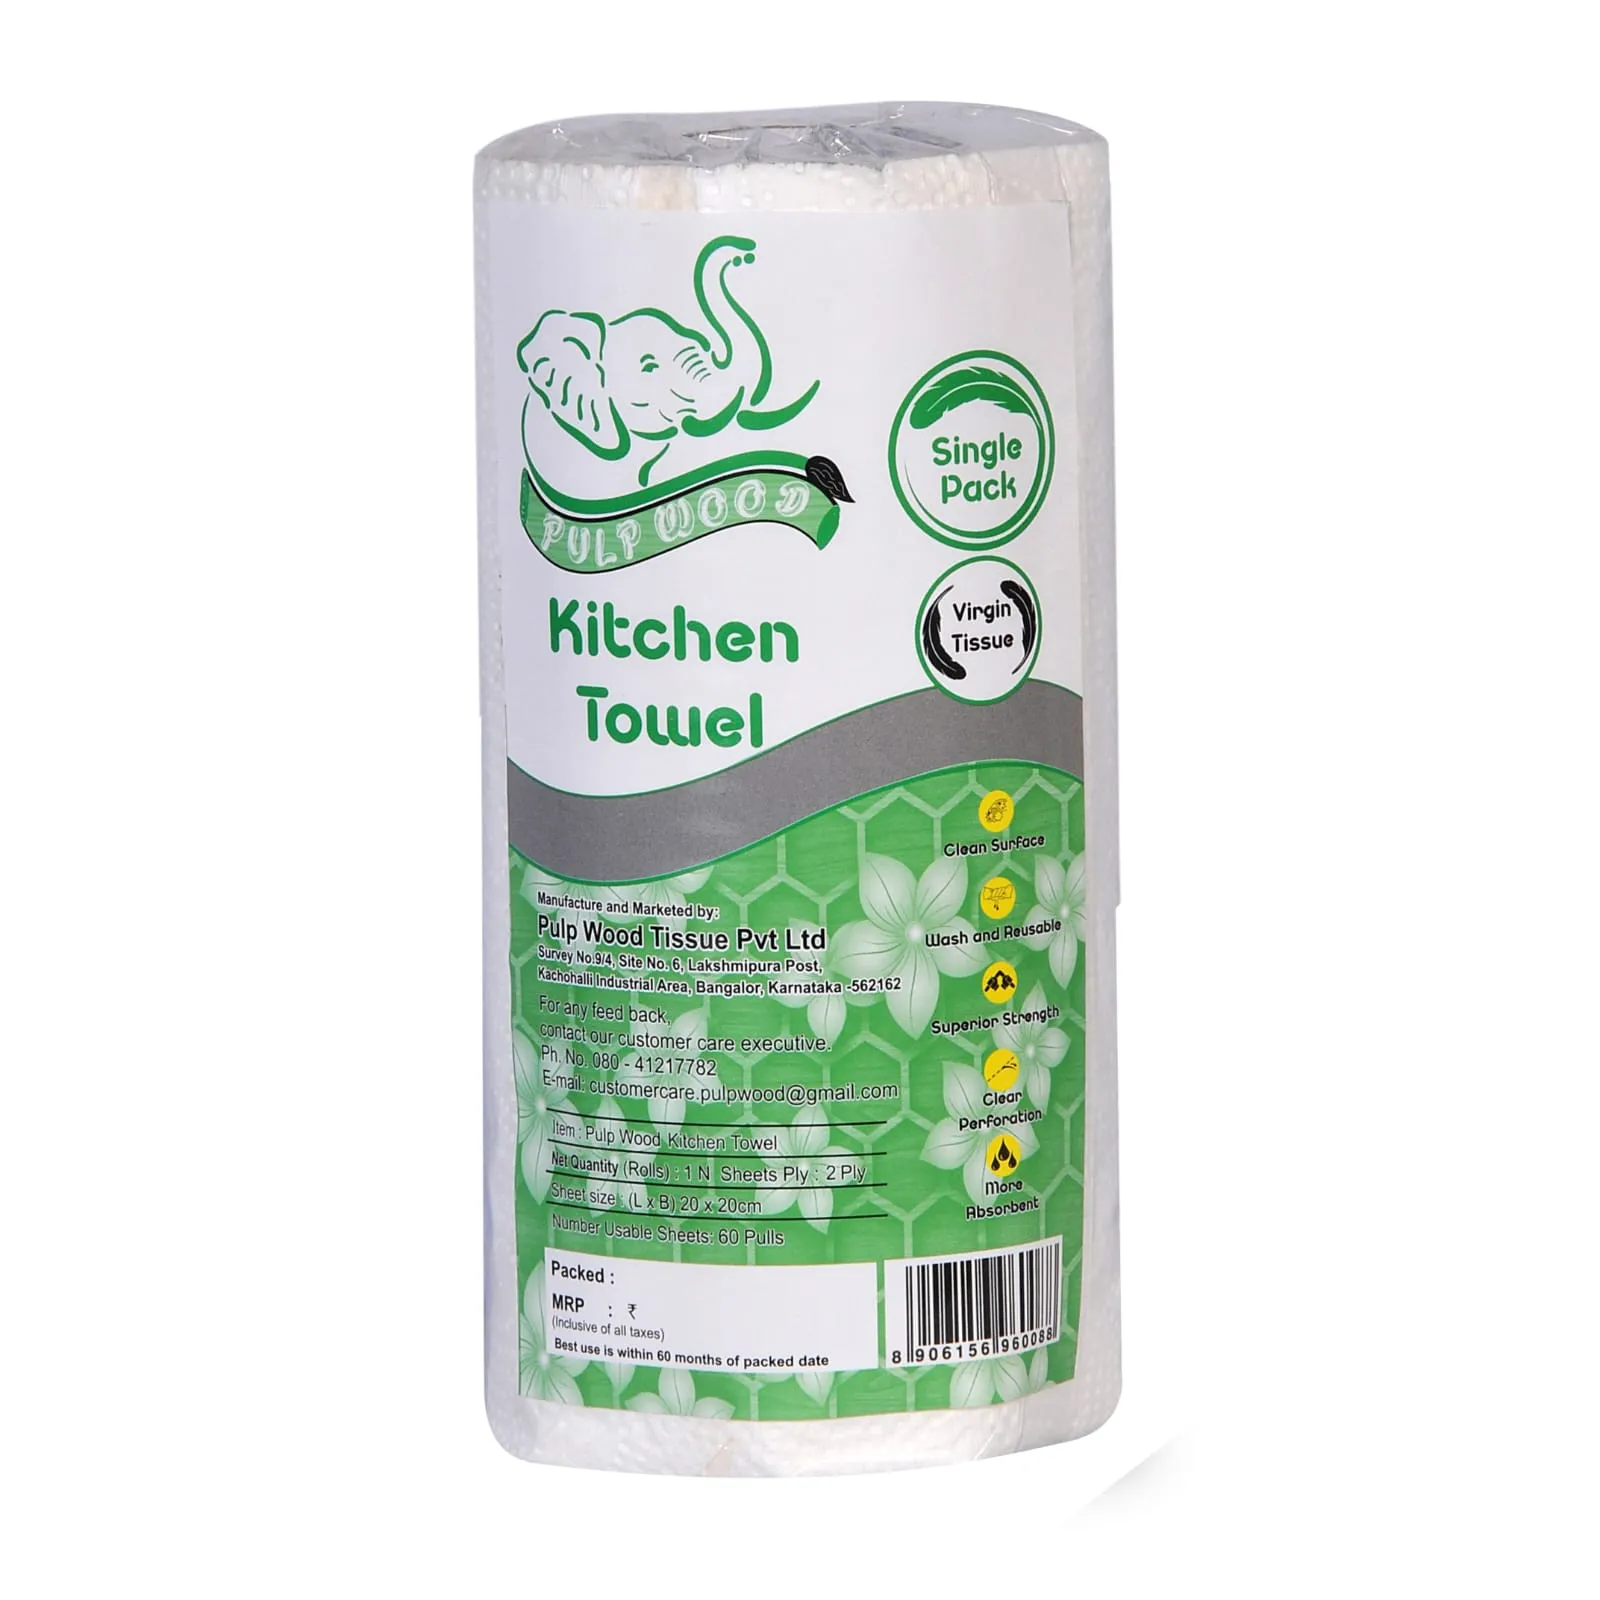 PULP WOOD
Kitchen
Towel
Single
Pack
Virgin
Tissue
Clean Surface
Wash and Reusable
Superior Strength
Clear
Perforation
More
Absorbent
Manufacture and Marketed by:
Pulp Wood Tissue Pvt Ltd
Survey No.9/4, Site No. 6, Lakshmipura Post,
Kachohalli Industrial Area, Bangalor, Karnataka -562162
For any feed back,
contact our customer care executive.
Ph. No. 080 - 41217782
E-mail: customercare.pulpwood@gmail.com
Item : Pulp Wood Kitchen Towel
Net Quantity (Rolls) : 1 N Sheets Ply : 2 Ply
Sheet size : (L x B) 20 x 20cm
Number Usable Sheets: 60 Pulls
Packed :
MRP : ₹
(Inclusive of all taxes)
Best use is within 60 months of packed date
8 906156 960088